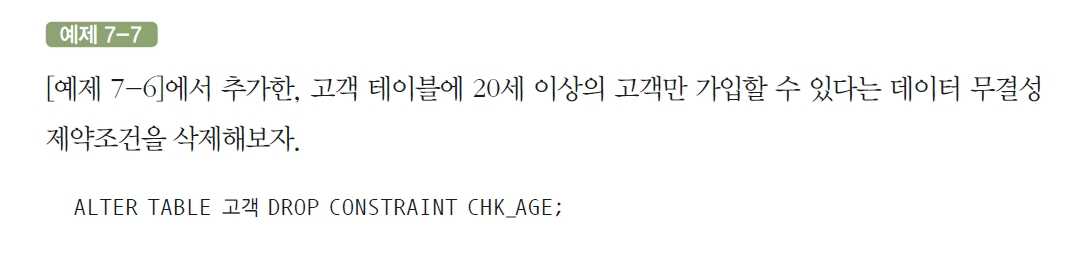 예제 7-7
[예제 7-6]에서 추가한, 고객 테이블에 20세 이상의 고객만 가입할 수 있다는 데이터 무결성
제약조건을 삭제해보자.
ALTER TABLE 고객 DROP CONSTRAINT CHK_AGE;